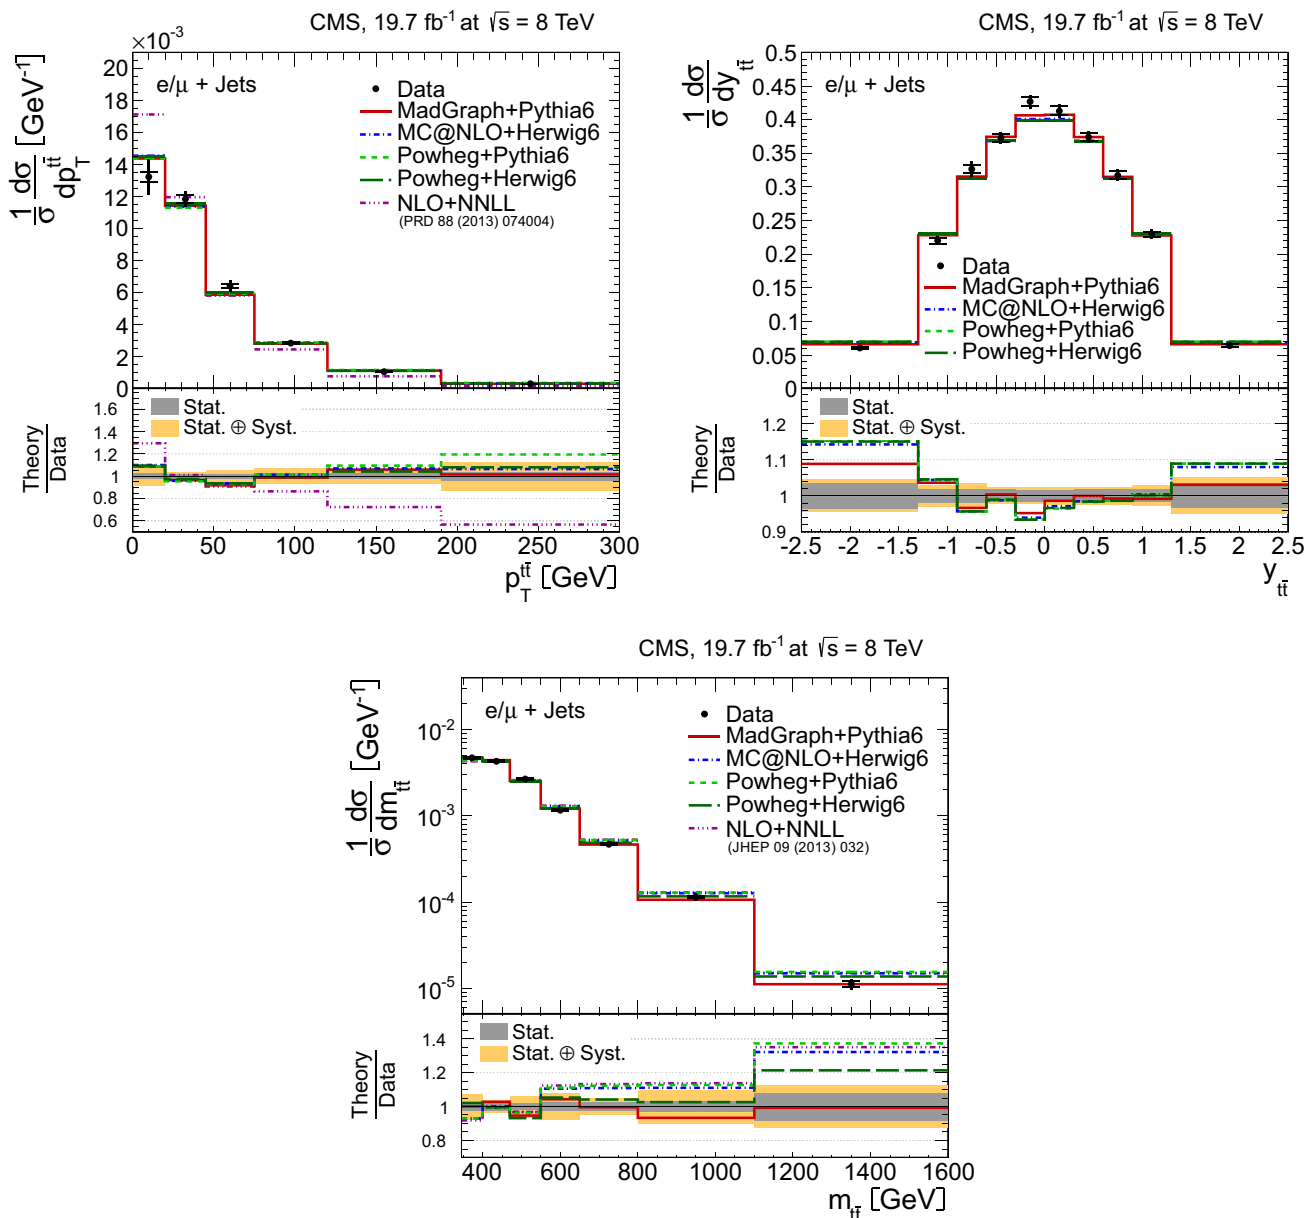 CMS, 19.7 fb⁻¹ at √s = 8 TeV
×10⁻³
e/μ + Jets
Data
MadGraph+Pythia6
MC@NLO+Herwig6
Powheg+Pythia6
Powheg+Herwig6
NLO+NNLL
(PRD 88 (2013) 074004)
1/σ dσ/dp_T^{tt̄} [GeV⁻¹]
20
18
16
14
12
10
8
6
4
2
0
Stat.
Stat. ⊕ Syst.
Theory
Data
1.6
1.4
1.2
1
0.8
0.6
0 50 100 150 200 250 300
p_T^{tt̄} [GeV]
CMS, 19.7 fb⁻¹ at √s = 8 TeV
e/μ + Jets
1/σ dσ/dy_{tt̄}
0.5
0.45
0.4
0.35
0.3
0.25
0.2
0.15
0.1
0.05
0
Data
MadGraph+Pythia6
MC@NLO+Herwig6
Powheg+Pythia6
Powheg+Herwig6
Stat.
Stat. ⊕ Syst.
Theory
Data
1.2
1.1
1
0.9
-2.5 -2 -1.5 -1 -0.5 0 0.5 1 1.5 2 2.5
y_{tt̄}
CMS, 19.7 fb⁻¹ at √s = 8 TeV
e/μ + Jets
Data
MadGraph+Pythia6
MC@NLO+Herwig6
Powheg+Pythia6
Powheg+Herwig6
NLO+NNLL
(JHEP 09 (2013) 032)
1/σ dσ/dm_{tt̄} [GeV⁻¹]
10⁻²
10⁻³
10⁻⁴
10⁻⁵
Stat.
Stat. ⊕ Syst.
Theory
Data
1.4
1.2
1
0.8
400 600 800 1000 1200 1400 1600
m_{tt̄} [GeV]